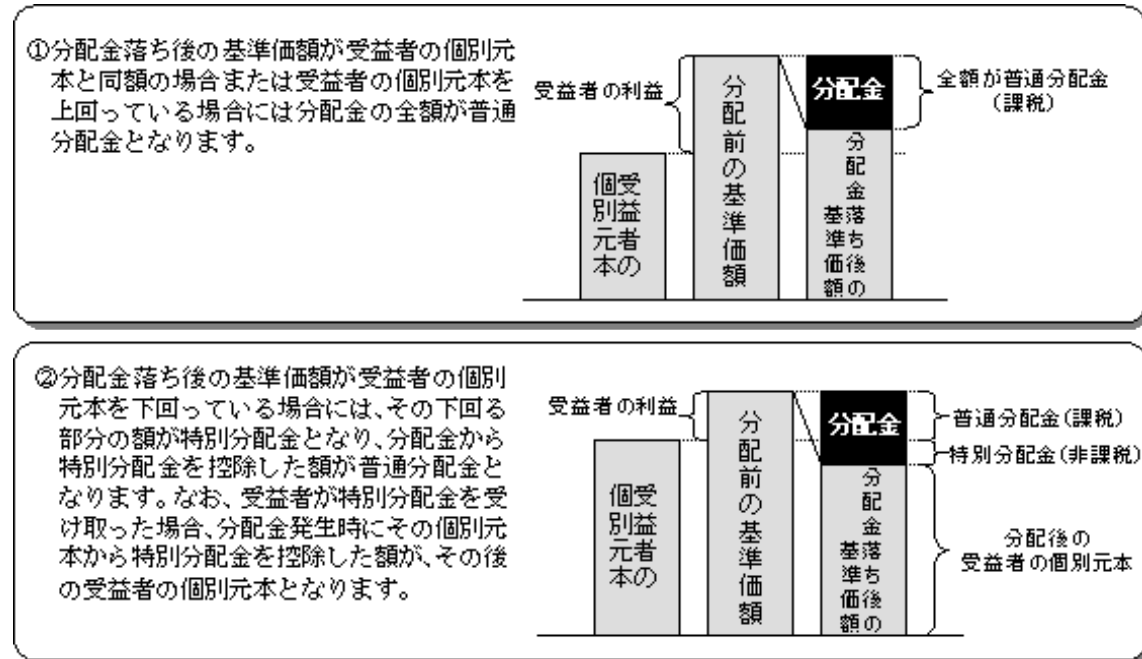 ①分配金落ち後の基準価額が受益者の個別元
本と同額の場合または受益者の個別元本を
上回っている場合には分配金の全額が普通
分配金となります。
受益者の利益
受益者の
個別元本
分配前の基準価額
分配金
分配金落ち後の
基準価額
全額が普通分配金
(課税)
②分配金落ち後の基準価額が受益者の個別
元本を下回っている場合には、その下回る
部分の額が特別分配金となり、分配金から
特別分配金を控除した額が普通分配金と
なります。なお、受益者が特別分配金を受
け取った場合、分配金発生時にその個別元
本から特別分配金を控除した額が、その後
の受益者の個別元本となります。
受益者の利益
受益者の
個別元本
分配前の基準価額
分配金
分配金落ち後の
基準価額
普通分配金(課税)
特別分配金(非課税)
分配後の
受益者の個別元本